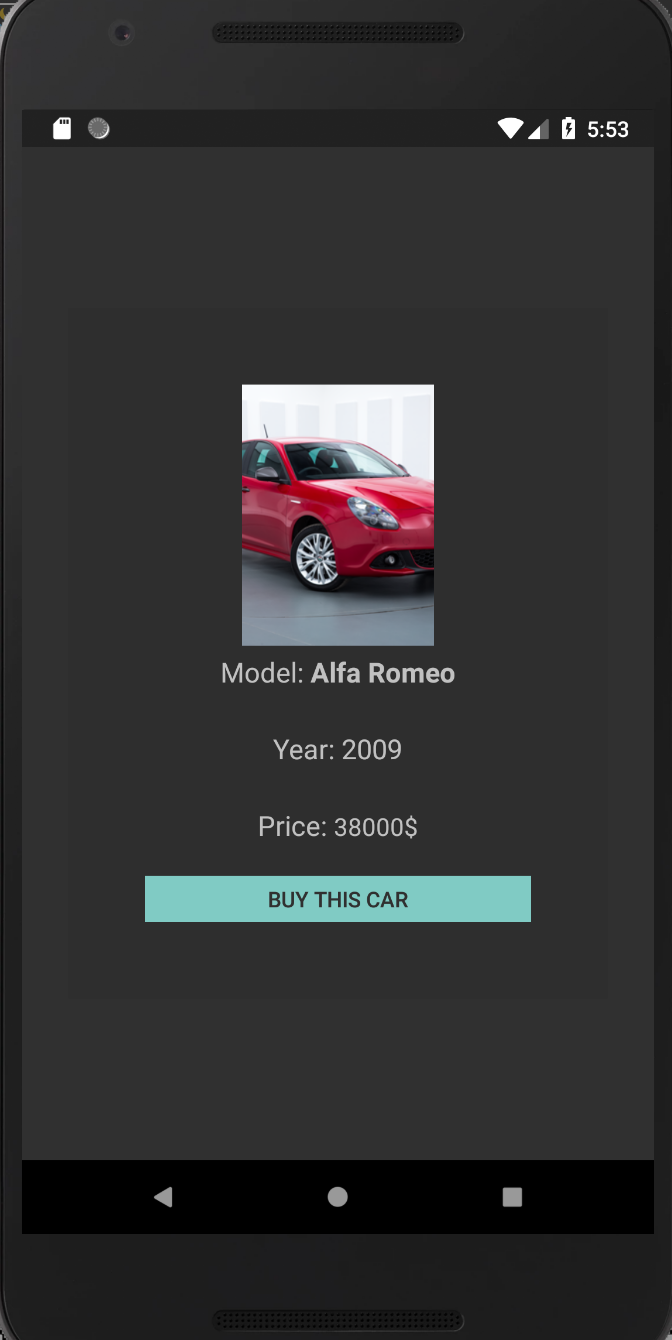 5:53
Model: Alfa Romeo
Year: 2009
Price: 38000$
BUY THIS CAR